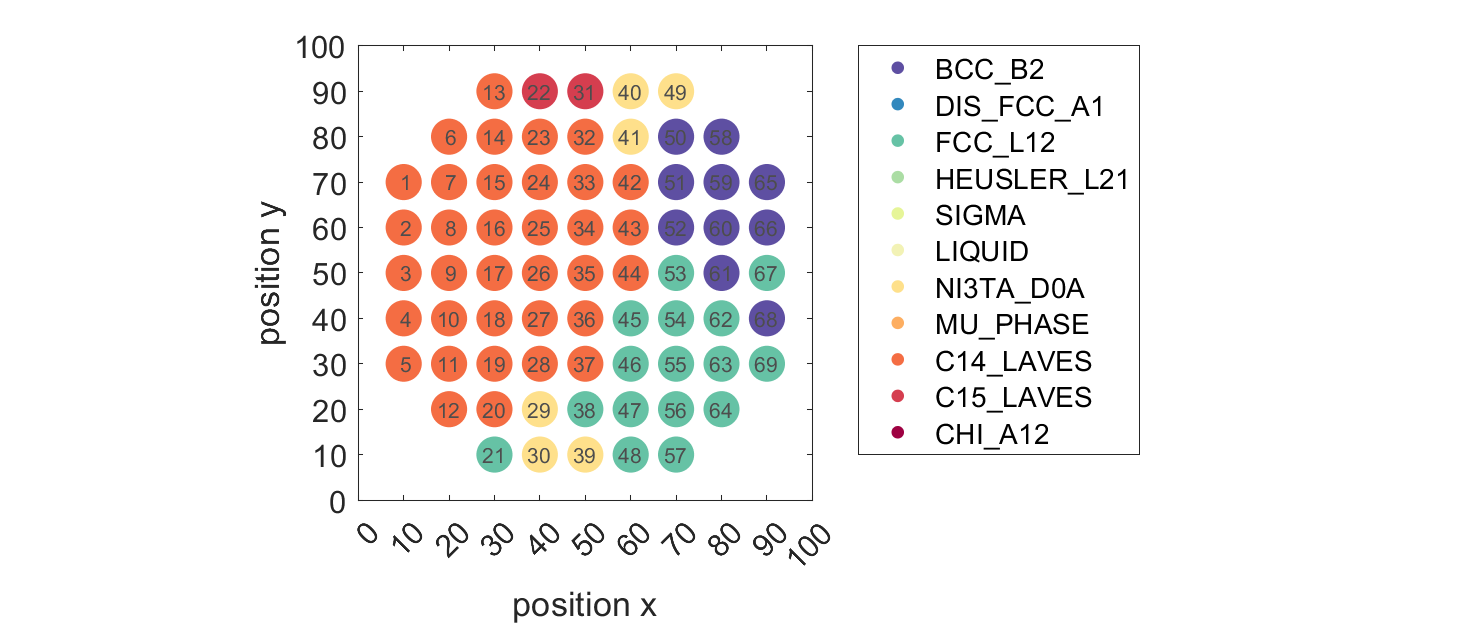 100
90
80
70
60
50
40
30
20
10
0
position y
13 22 31 40 49
6 14 23 32 41 50 58
1 7 15 24 33 42 51 59 65
2 8 16 25 34 43 52 60 66
3 9 17 26 35 44 53 61 67
4 10 18 27 36 45 54 62 68
5 11 19 28 37 46 55 63 69
12 20 29 38 47 56 64
21 30 39 48 57
0 10 20 30 40 50 60 70 80 90 100
position x
BCC_B2
DIS_FCC_A1
FCC_L12
HEUSLER_L21
SIGMA
LIQUID
NI3TA_D0A
MU_PHASE
C14_LAVES
C15_LAVES
CHI_A12